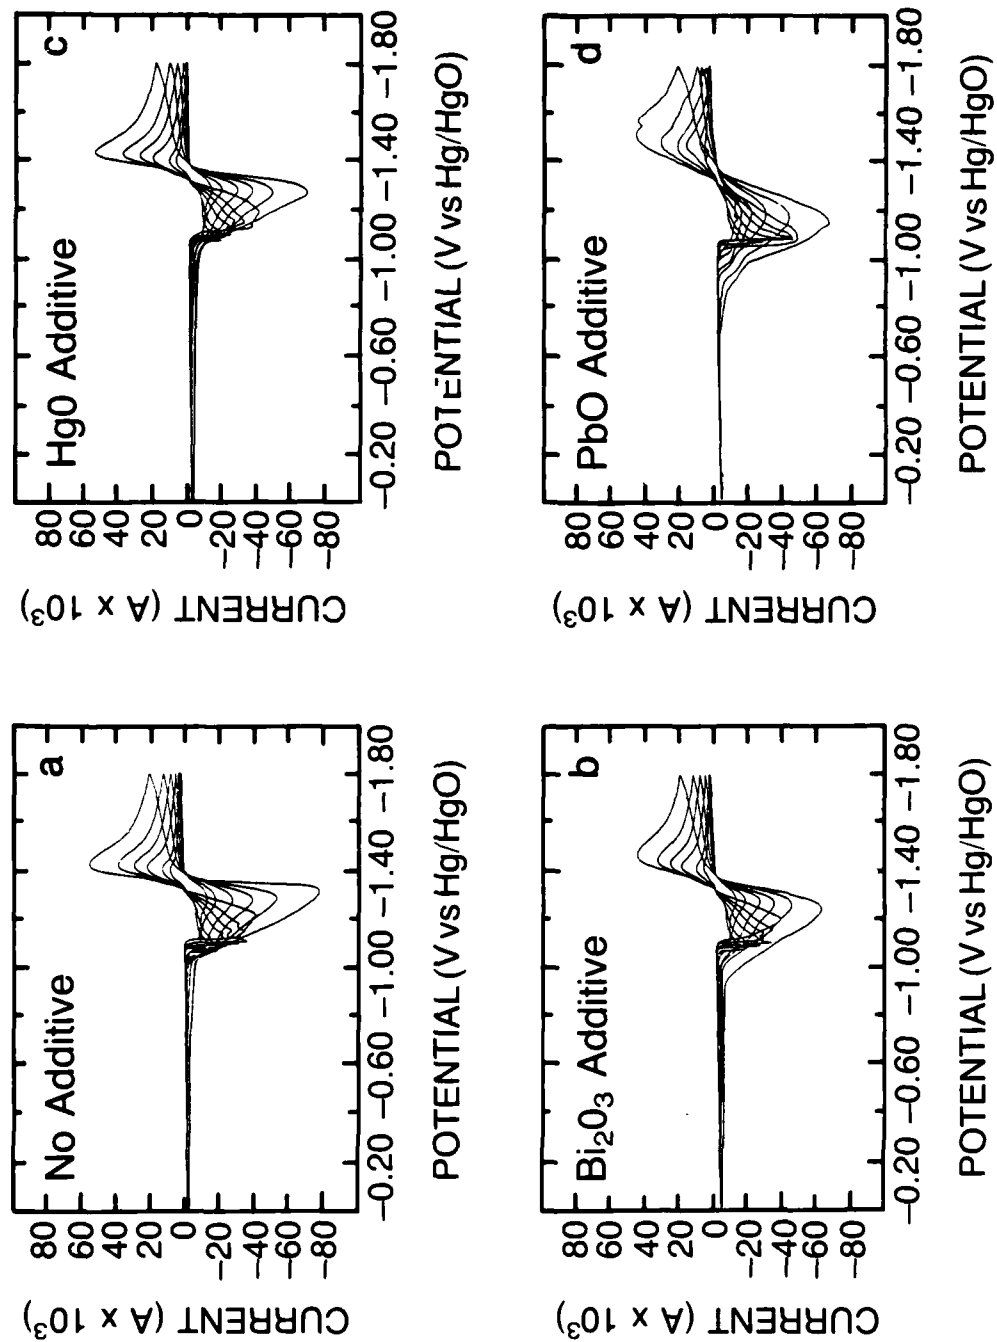 a
No Additive
80
60
40
20
0
−20
−40
−60
−80
CURRENT (A x 10³)
−0.20 −0.60 −1.00 −1.40 −1.80
POTENTIAL (V vs Hg/HgO)
c
Hg0 Additive
80
60
40
20
0
−20
−40
−60
−80
CURRENT (A x 10³)
−0.20 −0.60 −1.00 −1.40 −1.80
POTENTIAL (V vs Hg/HgO)
b
Bi₂O₃ Additive
80
60
40
20
0
−20
−40
−60
−80
CURRENT (A x 10³)
−0.20 −0.60 −1.00 −1.40 −1.80
POTENTIAL (V vs Hg/HgO)
d
PbO Additive
80
60
40
20
0
−20
−40
−60
−80
CURRENT (A x 10³)
−0.20 −0.60 −1.00 −1.40 −1.80
POTENTIAL (V vs Hg/HgO)